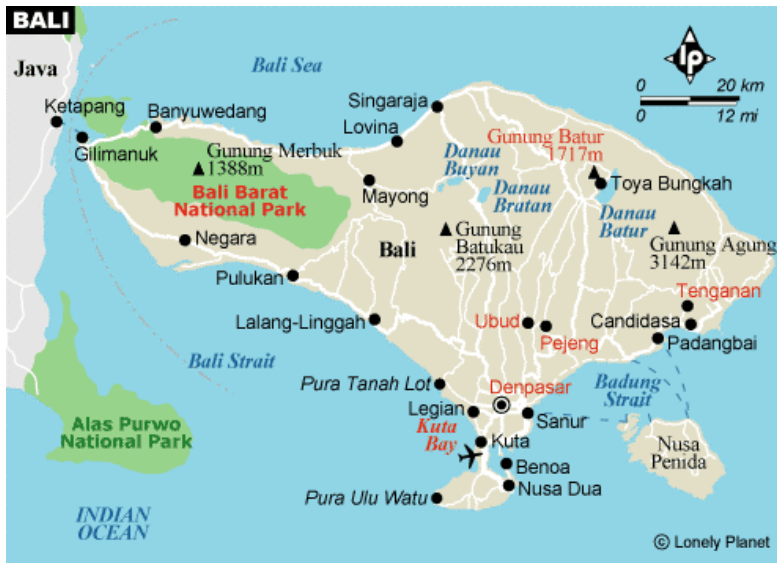 BALI
Java
Bali Sea
lp
0 20 km
0 12 mi
Ketapang
Banyuwedang
Singaraja
Lovina
Gilimanuk
Gunung Merbuk
1388m
Bali Barat
National Park
Gunung Batur
1717m
Danau
Buyan
Danau
Bratan
Toya Bungkah
Mayong
Danau
Batur
Negara
Bali
Gunung
Batukau
2276m
Gunung Agung
3142m
Pulukan
Tenganan
Lalang-Linggah
Ubud
Pejeng
Candidasa
Padangbai
Bali Strait
Pura Tanah Lot
Denpasar
Badung
Strait
Alas Purwo
National Park
Legian
Sanur
Kuta
Bay
Kuta
Nusa
Penida
Benoa
Nusa Dua
Pura Ulu Watu
INDIAN
OCEAN
© Lonely Planet